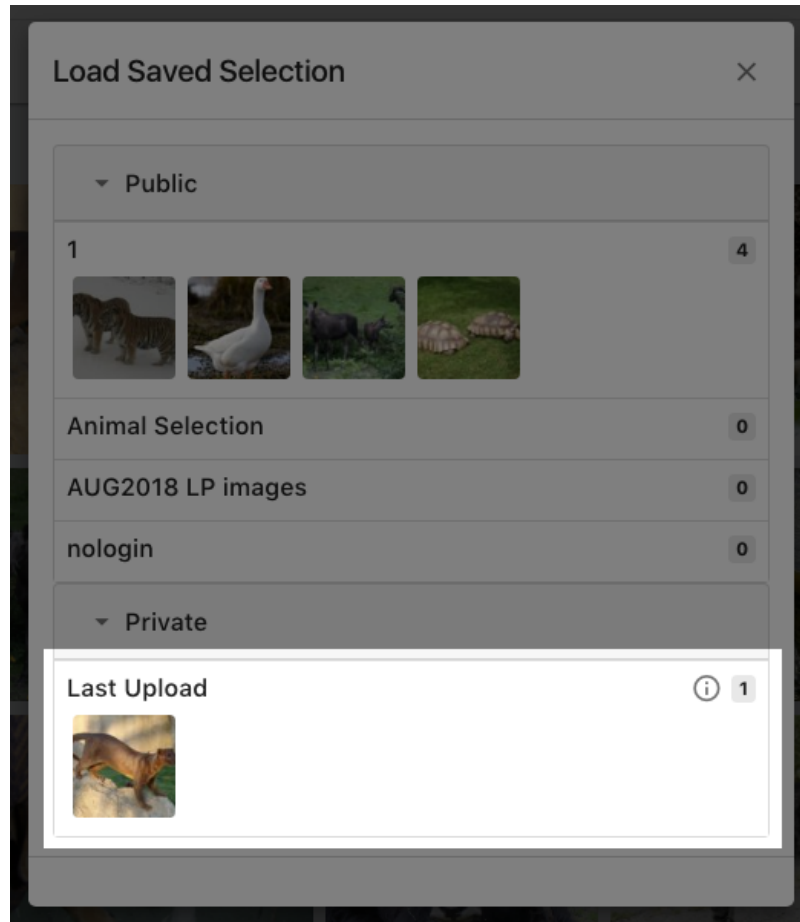 Load Saved Selection
Public
1 4
Animal Selection 0
AUG2018 LP images 0
nologin 0
Private
Last Upload 1